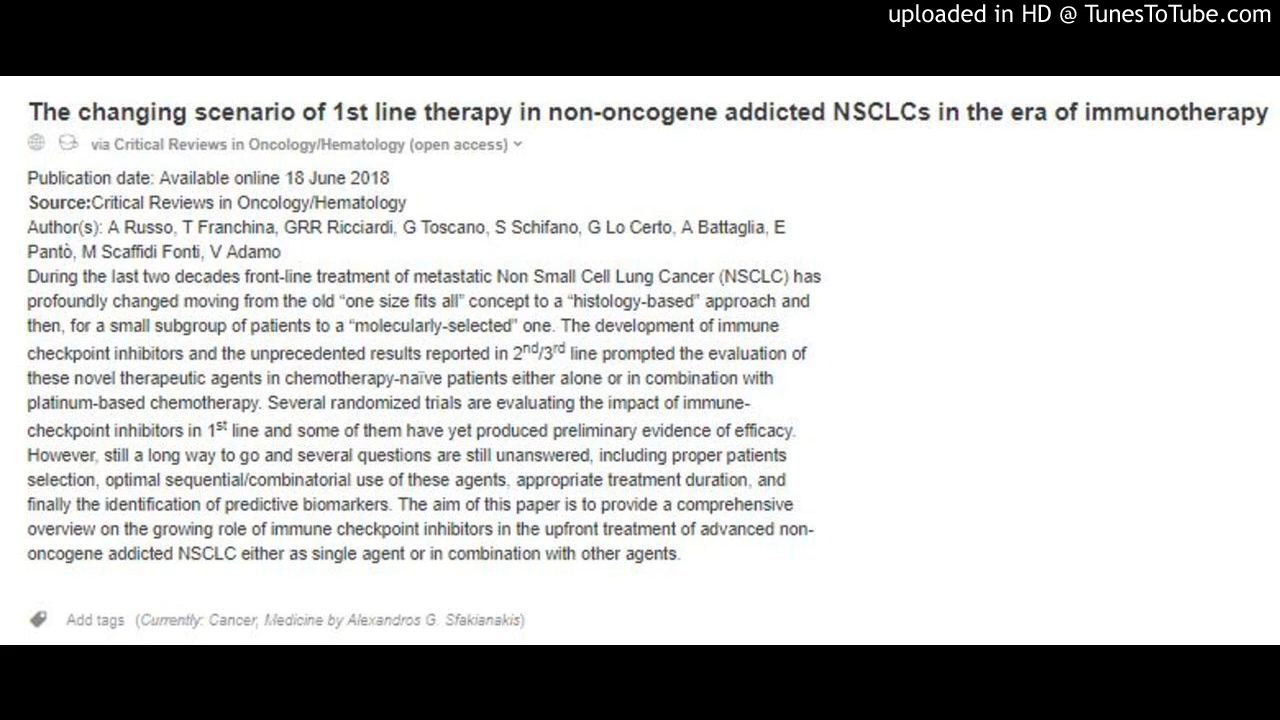 uploaded in HD @ TunesToTube.com
The changing scenario of 1st line therapy in non-oncogene addicted NSCLCs in the era of immunotherapy
via Critical Reviews in Oncology/Hematology (open access)
Publication date: Available online 18 June 2018
Source:Critical Reviews in Oncology/Hematology
Author(s): A Russo, T Franchina, GRR Ricciardi, G Toscano, S Schifano, G Lo Certo, A Battaglia, E
Pantò, M Scaffidi Fonti, V Adamo
During the last two decades front-line treatment of metastatic Non Small Cell Lung Cancer (NSCLC) has
profoundly changed moving from the old “one size fits all” concept to a “histology-based” approach and
then, for a small subgroup of patients to a “molecularly-selected” one. The development of immune
checkpoint inhibitors and the unprecedented results reported in 2nd/3rd line prompted the evaluation of
these novel therapeutic agents in chemotherapy-naïve patients either alone or in combination with
platinum-based chemotherapy. Several randomized trials are evaluating the impact of immune-
checkpoint inhibitors in 1st line and some of them have yet produced preliminary evidence of efficacy.
However, still a long way to go and several questions are still unanswered, including proper patients
selection, optimal sequential/combinatorial use of these agents, appropriate treatment duration, and
finally the identification of predictive biomarkers. The aim of this paper is to provide a comprehensive
overview on the growing role of immune checkpoint inhibitors in the upfront treatment of advanced non-
oncogene addicted NSCLC either as single agent or in combination with other agents.
Add tags (Currently: Cancer, Medicine by Alexandros G. Sfakianakis)